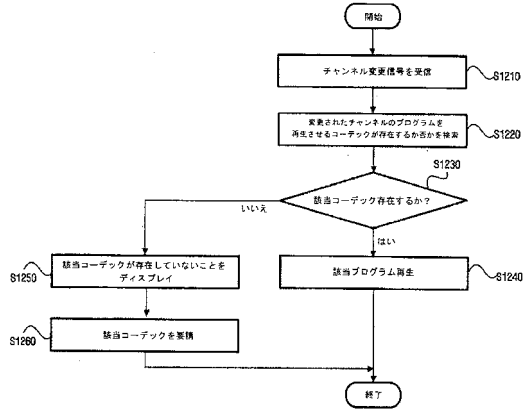 開始
チャンネル変更信号を受信
S1210
変更されたチャンネルのプログラムを
再生させるコーデックが存在するか否かを検索
S1220
S1230
該当コーデック存在するか?
いいえ
はい
該当コーデックが存在していないことを
ディスプレイ
S1250
該当プログラム再生
S1240
該当コーデックを要請
S1260
終了